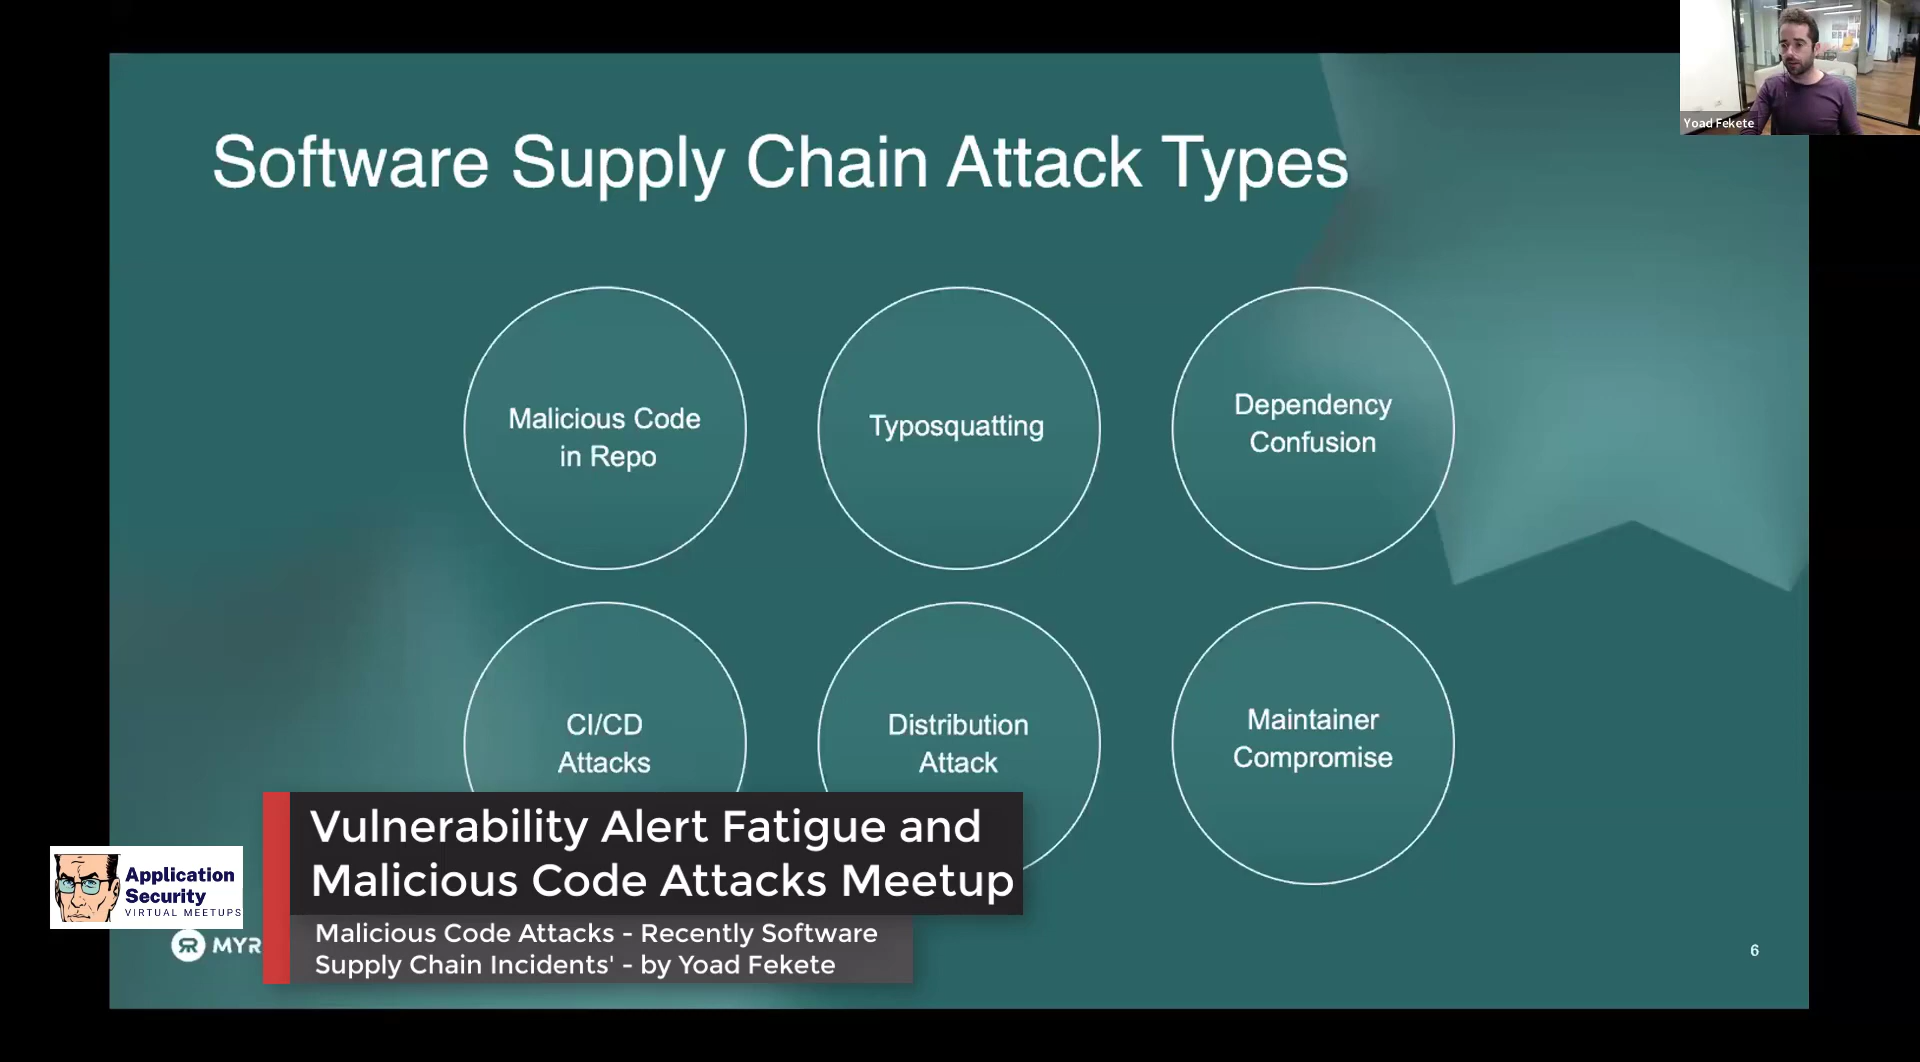 Yoad Fekete
Software Supply Chain Attack Types
Malicious Code
in Repo
Typosquatting
Dependency
Confusion
CI/CD
Attacks
Distribution
Attack
Maintainer
Compromise
Vulnerability Alert Fatigue and
Malicious Code Attacks Meetup
Application
Security
VIRTUAL MEETUPS
Malicious Code Attacks - Recently Software
Supply Chain Incidents' - by Yoad Fekete
MYR
6